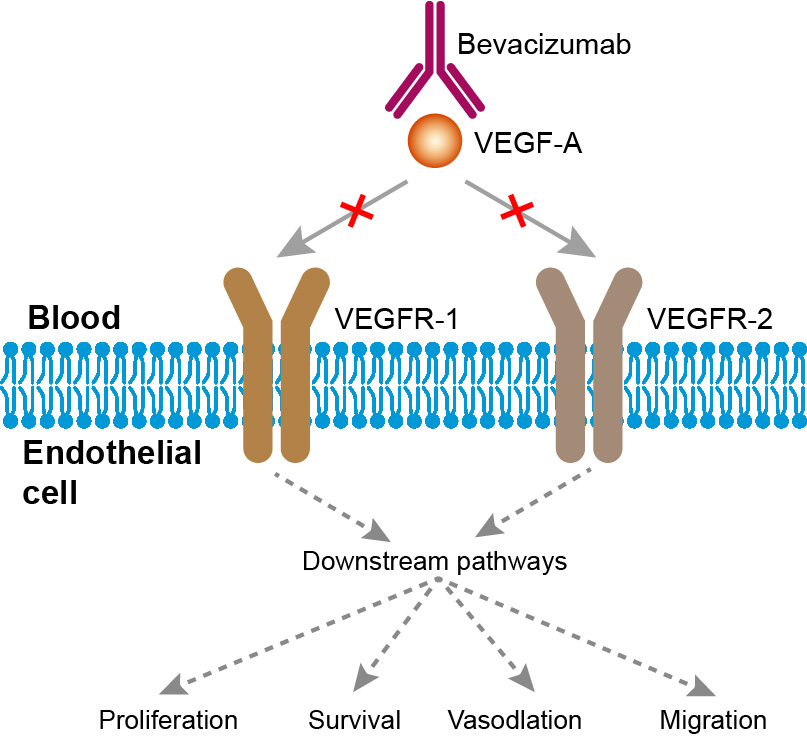 Bevacizumab
VEGF-A
Blood
VEGFR-1
VEGFR-2
Endothelial
cell
Downstream pathways
Proliferation
Survival
Vasodlation
Migration